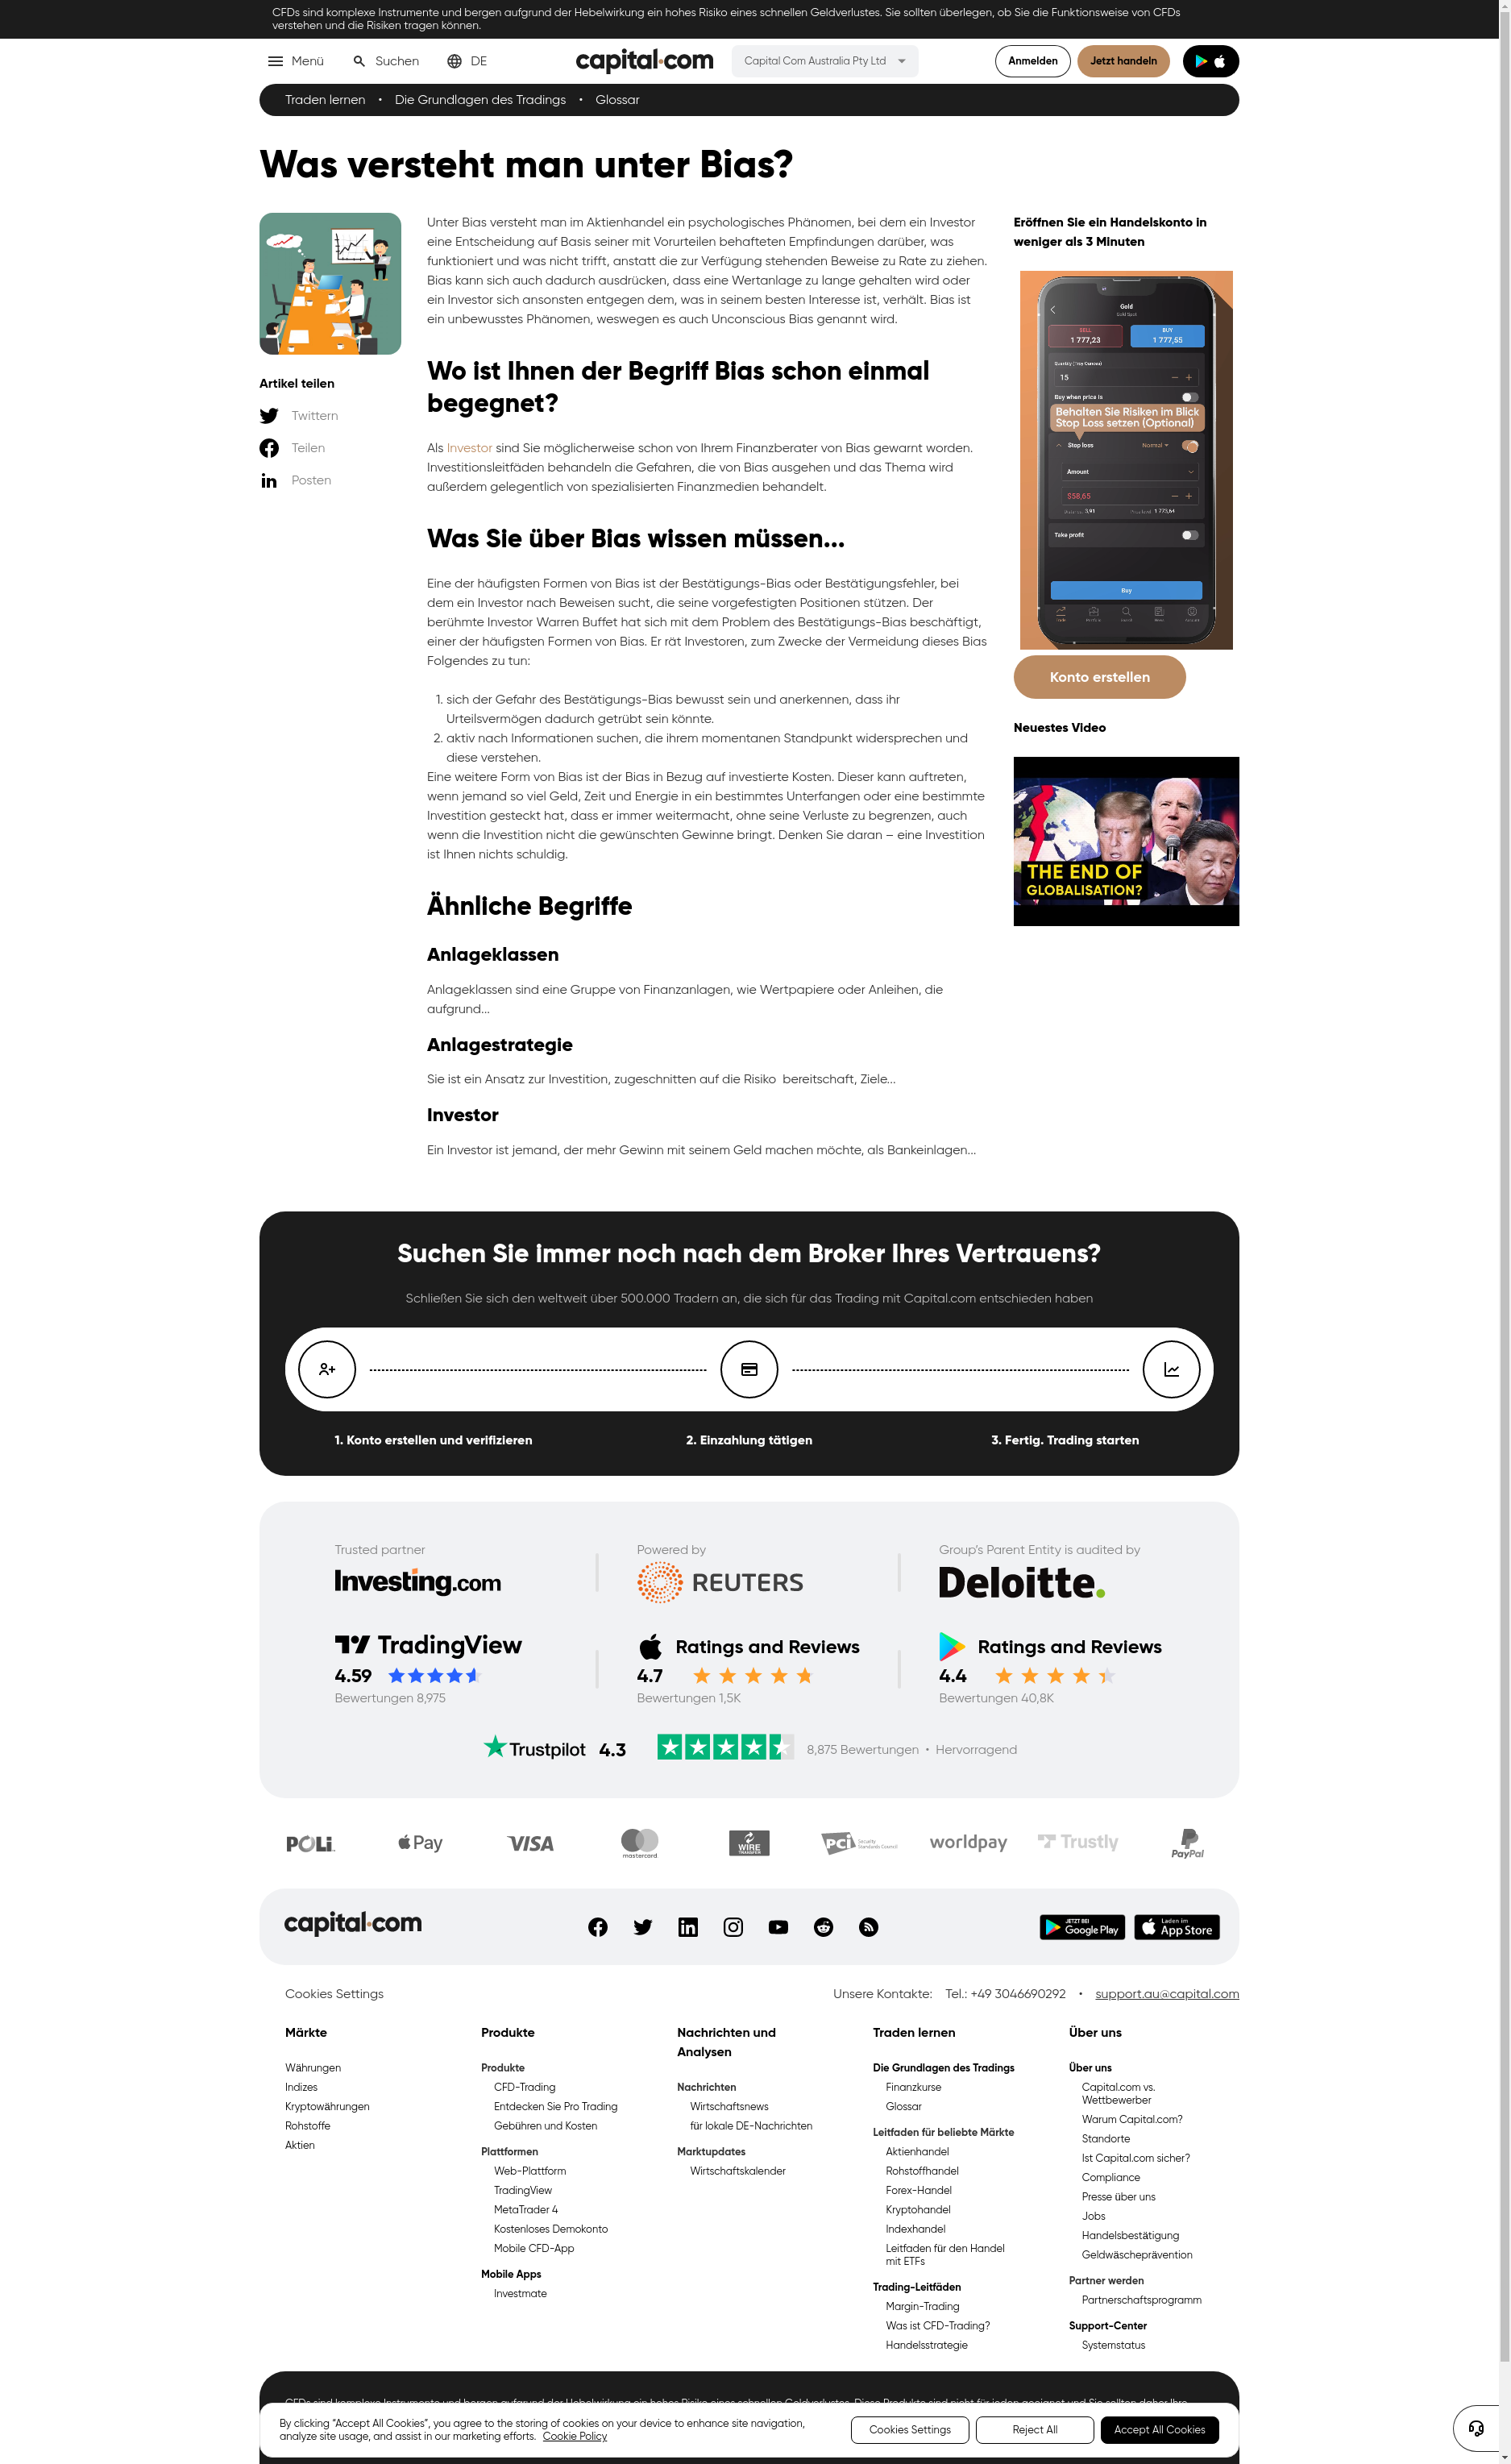 CFDs sind komplexe Instrumente und bergen aufgrund der Hebelwirkung ein hohes Risiko eines schnellen Geldverlustes. Sie sollten überlegen, ob Sie die Funktionsweise von CFDs
verstehen und die Risiken tragen können.
Menü
Suchen
DE
capital.com
Capital Com Australia Pty Ltd
Anmelden
Jetzt handeln
Traden lernen • Die Grundlagen des Tradings • Glossar
Was versteht man unter Bias?
Artikel teilen
Twittern
Teilen
Posten
Unter Bias versteht man im Aktienhandel ein psychologisches Phänomen, bei dem ein Investor
eine Entscheidung auf Basis seiner mit Vorurteilen behafteten Empfindungen darüber, was
funktioniert und was nicht trifft, anstatt die zur Verfügung stehenden Beweise zu Rate zu ziehen.
Bias kann sich auch dadurch ausdrücken, dass eine Wertanlage zu lange gehalten wird oder
ein Investor sich ansonsten entgegen dem, was in seinem besten Interesse ist, verhält. Bias ist
ein unbewusstes Phänomen, weswegen es auch Unconscious Bias genannt wird.
Wo ist Ihnen der Begriff Bias schon einmal
begegnet?
Als Investor sind Sie möglicherweise schon von Ihrem Finanzberater von Bias gewarnt worden.
Investitionsleitfäden behandeln die Gefahren, die von Bias ausgehen und das Thema wird
außerdem gelegentlich von spezialisierten Finanzmedien behandelt.
Was Sie über Bias wissen müssen...
Eine der häufigsten Formen von Bias ist der Bestätigungs-Bias oder Bestätigungsfehler, bei
dem ein Investor nach Beweisen sucht, die seine vorgefestigten Positionen stützen. Der
berühmte Investor Warren Buffet hat sich mit dem Problem des Bestätigungs-Bias beschäftigt,
einer der häufigsten Formen von Bias. Er rät Investoren, zum Zwecke der Vermeidung dieses Bias
Folgendes zu tun:
1. sich der Gefahr des Bestätigungs-Bias bewusst sein und anerkennen, dass ihr
Urteilsvermögen dadurch getrübt sein könnte.
2. aktiv nach Informationen suchen, die ihrem momentanen Standpunkt widersprechen und
diese verstehen.
Eine weitere Form von Bias ist der Bias in Bezug auf investierte Kosten. Dieser kann auftreten,
wenn jemand so viel Geld, Zeit und Energie in ein bestimmtes Unterfangen oder eine bestimmte
Investition gesteckt hat, dass er immer weitermacht, ohne seine Verluste zu begrenzen, auch
wenn die Investition nicht die gewünschten Gewinne bringt. Denken Sie daran – eine Investition
ist Ihnen nichts schuldig.
Ähnliche Begriffe
Anlageklassen
Anlageklassen sind eine Gruppe von Finanzanlagen, wie Wertpapiere oder Anleihen, die
aufgrund...
Anlagestrategie
Sie ist ein Ansatz zur Investition, zugeschnitten auf die Risiko bereitschaft, Ziele...
Investor
Ein Investor ist jemand, der mehr Gewinn mit seinem Geld machen möchte, als Bankeinlagen...
Eröffnen Sie ein Handelskonto in
weniger als 3 Minuten
Gold
Gold Spot
SELL
1 777,23
BUY
1 777,55
Quantity (Troy Ounces)
15
Buy when price is
Behalten Sie Risiken im Blick
Stop Loss setzen (Optional)
Stop loss
Normal
Amount
$58,65
3,91
1 773,64
Take profit
Buy
Konto erstellen
Neuestes Video
THE END OF
GLOBALISATION?
Suchen Sie immer noch nach dem Broker Ihres Vertrauens?
Schließen Sie sich den weltweit über 500.000 Tradern an, die sich für das Trading mit Capital.com entschieden haben
1. Konto erstellen und verifizieren
2. Einzahlung tätigen
3. Fertig. Trading starten
Trusted partner
Investing.com
Powered by
REUTERS
Group's Parent Entity is audited by
Deloitte.
TradingView
4.59
Bewertungen 8,975
Ratings and Reviews
4.7
Bewertungen 1,5K
Ratings and Reviews
4.4
Bewertungen 40,8K
Trustpilot 4.3
8,875 Bewertungen • Hervorragend
POLi
Pay
VISA
mastercard
WIRE
TRANSFER
PCI
Security
Standards Council
worldpay
Trustly
PayPal
capital.com
JETZT BEI
Google Play
Laden im
App Store
Cookies Settings
Unsere Kontakte: Tel.: +49 3046690292 • support.au@capital.com
Märkte
Währungen
Indizes
Kryptowährungen
Rohstoffe
Aktien
Produkte
Produkte
CFD-Trading
Entdecken Sie Pro Trading
Gebühren und Kosten
Plattformen
Web-Plattform
TradingView
MetaTrader 4
Kostenloses Demokonto
Mobile CFD-App
Mobile Apps
Investmate
Nachrichten und
Analysen
Nachrichten
Wirtschaftsnews
für lokale DE-Nachrichten
Marktupdates
Wirtschaftskalender
Traden lernen
Die Grundlagen des Tradings
Finanzkurse
Glossar
Leitfaden für beliebte Märkte
Aktienhandel
Rohstoffhandel
Forex-Handel
Kryptohandel
Indexhandel
Leitfaden für den Handel
mit ETFs
Trading-Leitfäden
Margin-Trading
Was ist CFD-Trading?
Handelsstrategie
Über uns
Über uns
Capital.com vs.
Wettbewerber
Warum Capital.com?
Standorte
Ist Capital.com sicher?
Compliance
Presse über uns
Jobs
Handelsbestätigung
Geldwäscheprävention
Partner werden
Partnerschaftsprogramm
Support-Center
Systemstatus
By clicking “Accept All Cookies”, you agree to the storing of cookies on your device to enhance site navigation,
analyze site usage, and assist in our marketing efforts. Cookie Policy
Cookies Settings
Reject All
Accept All Cookies